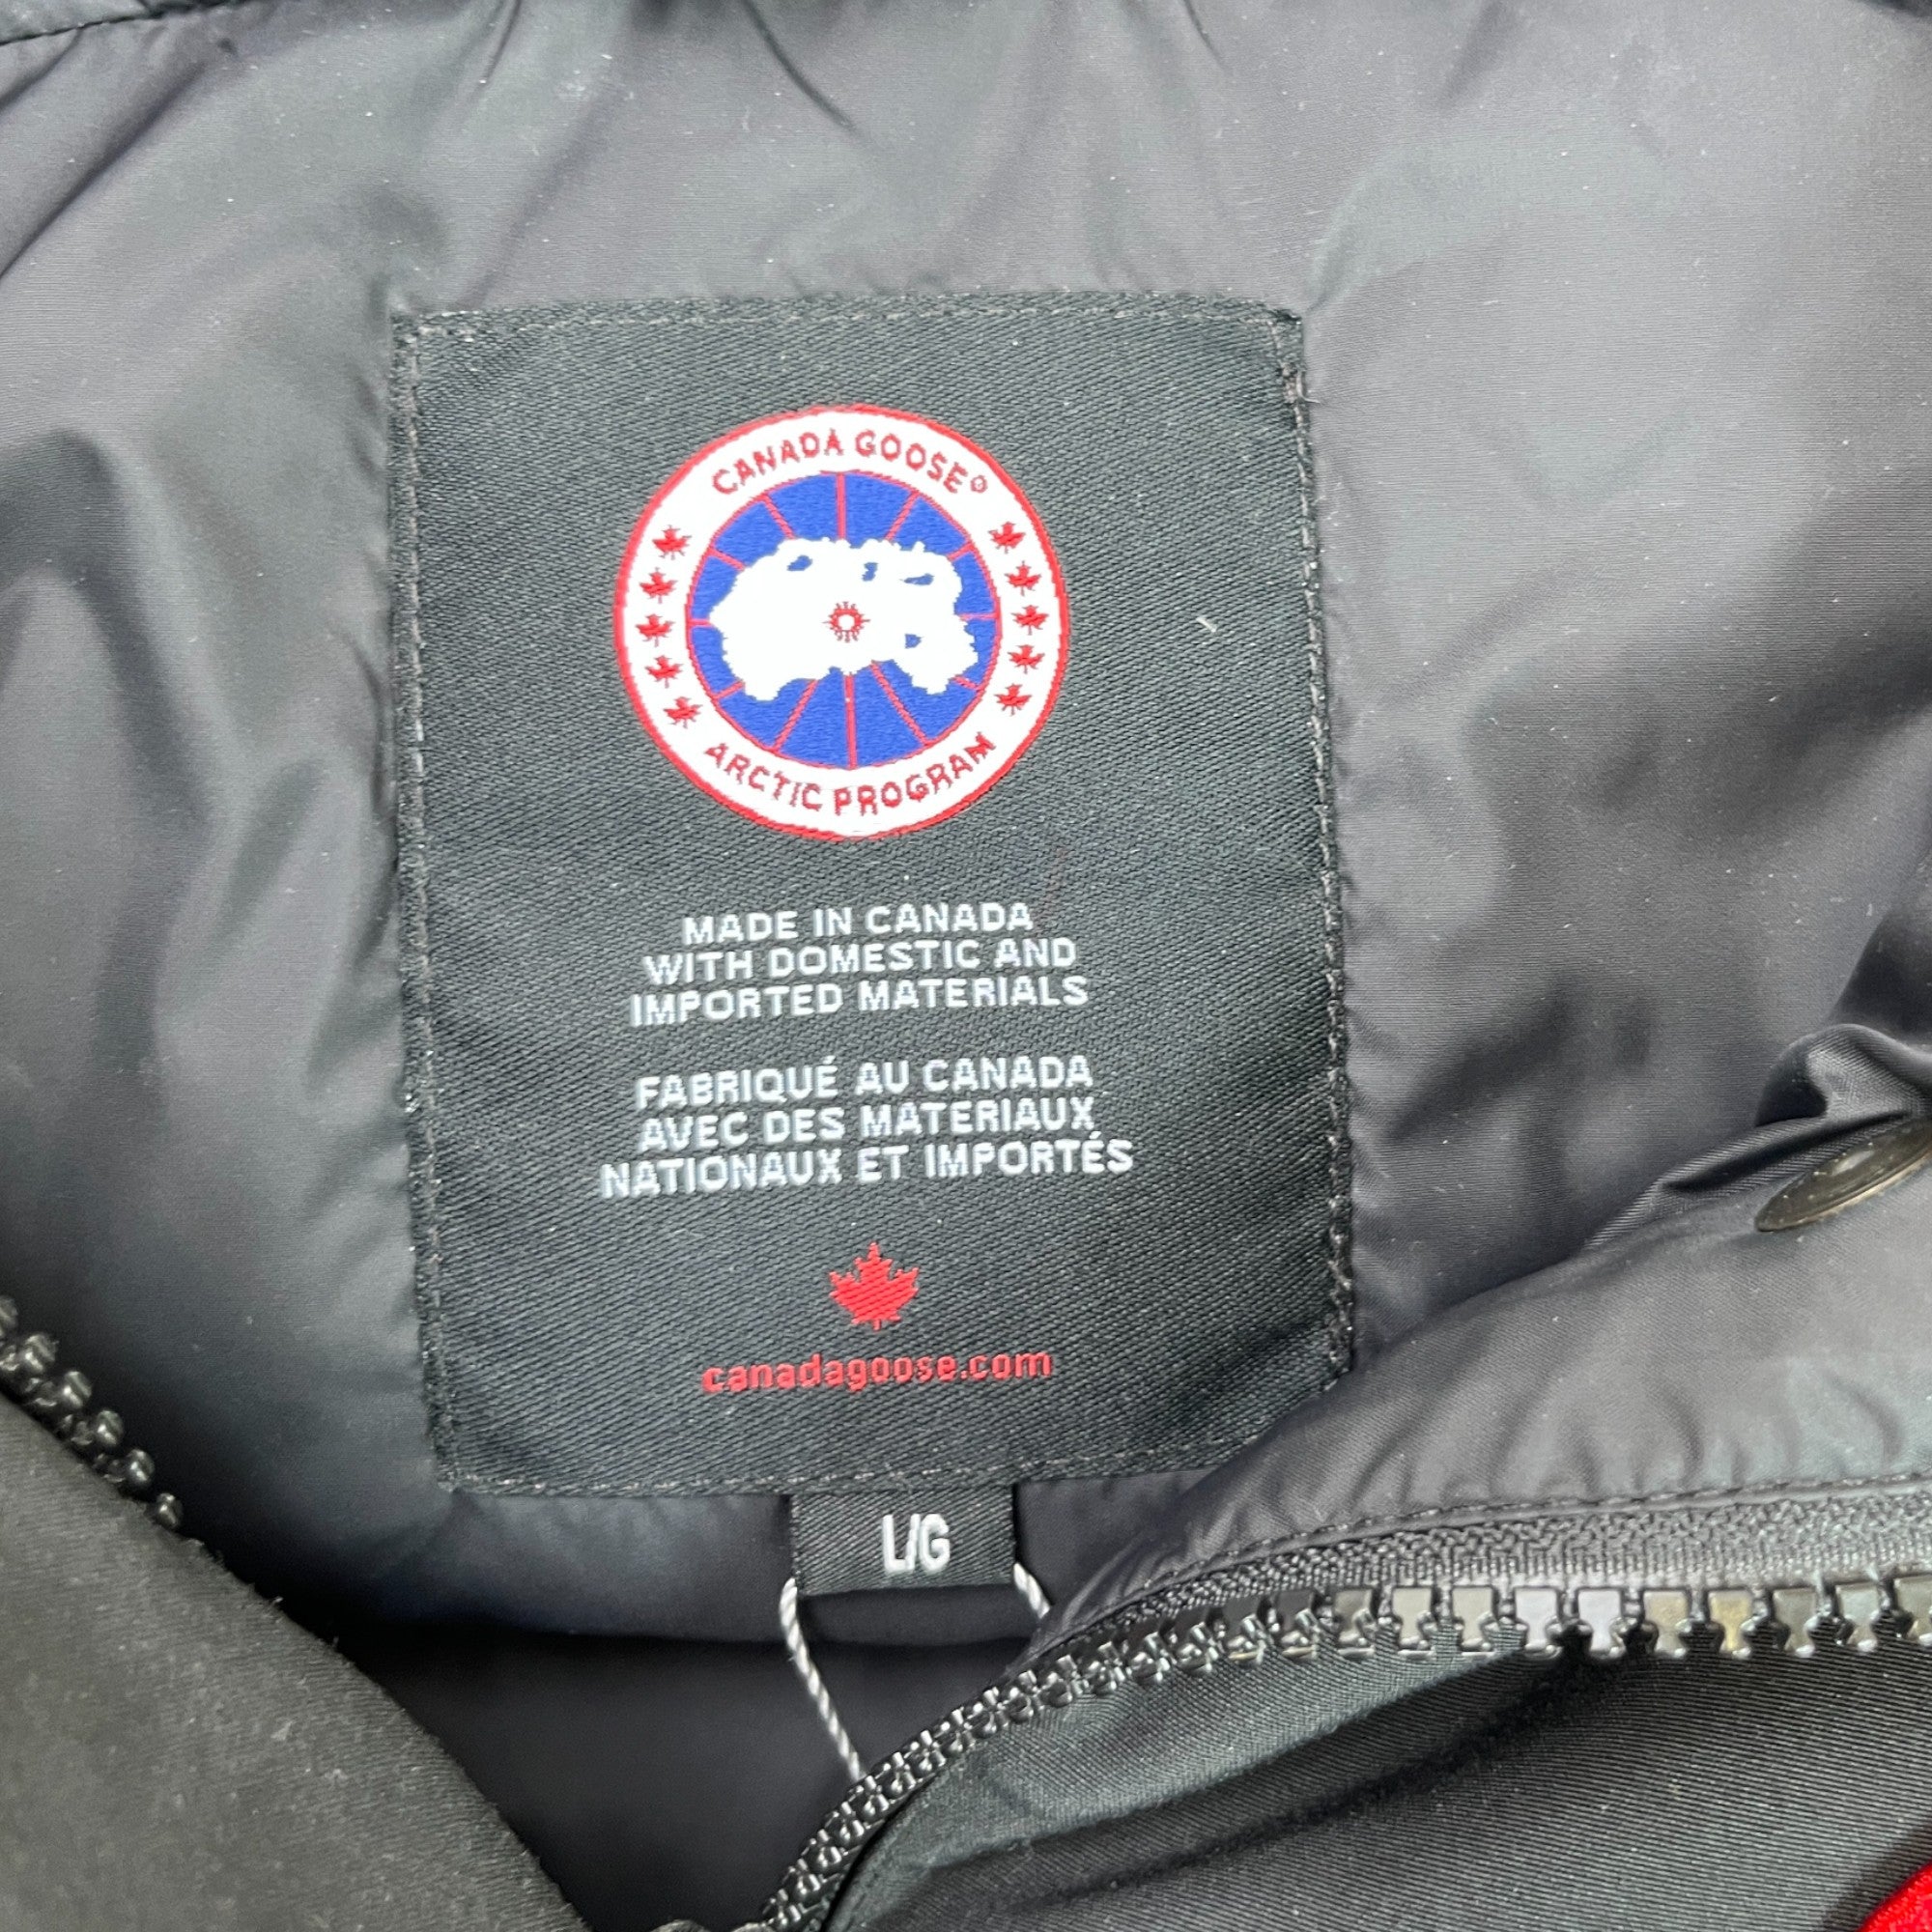 CANADA GOOSE®
ARCTIC PROGRAM
MADE IN CANADA
WITH DOMESTIC AND
IMPORTED MATERIALS
FABRIQUÉ AU CANADA
AVEC DES MATERIAUX
NATIONAUX ET IMPORTÉS
canadagoose.com
L/G